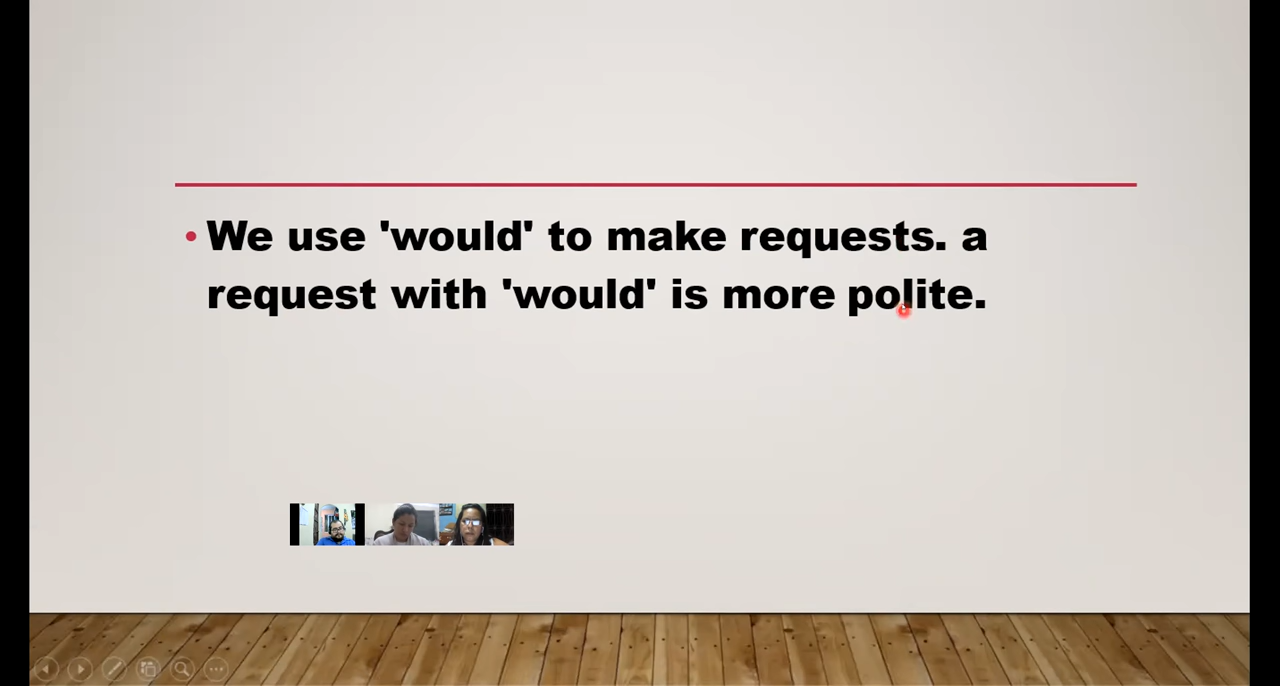 We use 'would' to make requests. a
request with 'would' is more polite.